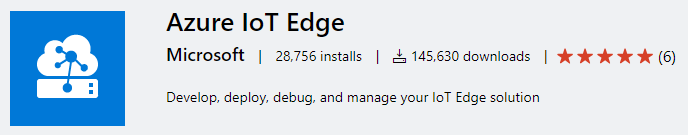 Azure IoT Edge
Microsoft | 28,756 installs | 145,630 downloads | (6)
Develop, deploy, debug, and manage your IoT Edge solution